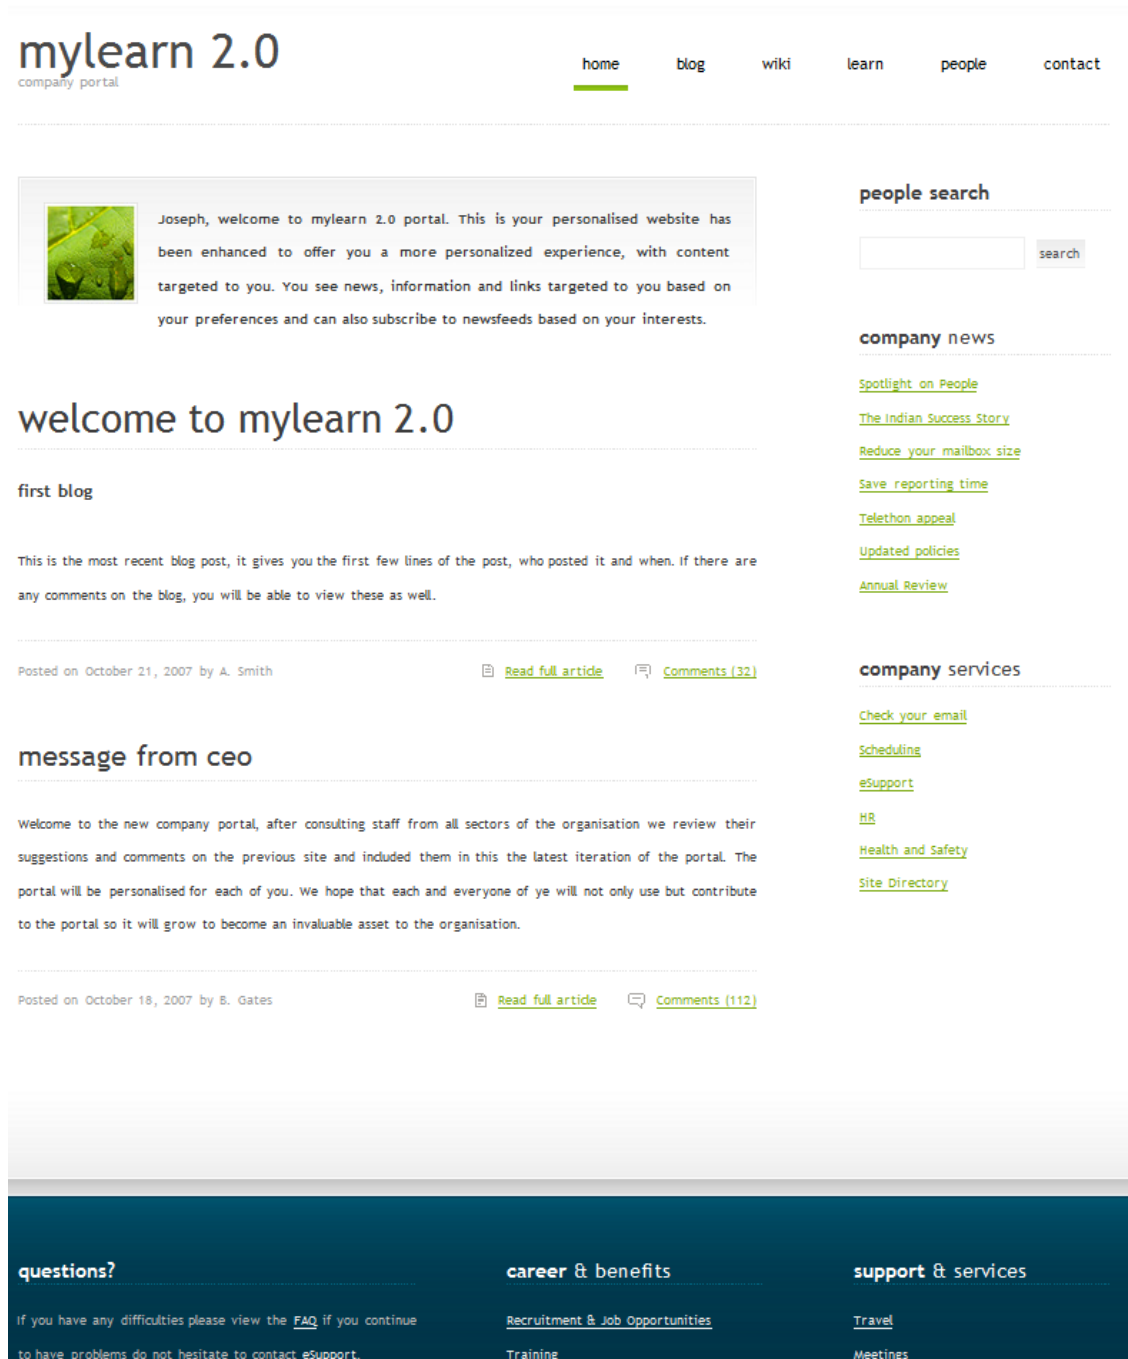 mylearn 2.0
company portal
home blog wiki learn people contact
Joseph, welcome to mylearn 2.0 portal. This is your personalised website has
been enhanced to offer you a more personalized experience, with content
targeted to you. You see news, information and links targeted to you based on
your preferences and can also subscribe to newsfeeds based on your interests.
welcome to mylearn 2.0
first blog
This is the most recent blog post, it gives you the first few lines of the post, who posted it and when. If there are
any comments on the blog, you will be able to view these as well.
Posted on October 21, 2007 by A. Smith Read full article Comments (32)
message from ceo
Welcome to the new company portal, after consulting staff from all sectors of the organisation we review their
suggestions and comments on the previous site and included them in this the latest iteration of the portal. The
portal will be personalised for each of you. We hope that each and everyone of ye will not only use but contribute
to the portal so it will grow to become an invaluable asset to the organisation.
Posted on October 18, 2007 by B. Gates Read full article Comments (112)
people search
search
company news
Spotlight on People
The Indian Success Story
Reduce your mailbox size
Save reporting time
Telethon appeal
Updated policies
Annual Review
company services
Check your email
Scheduling
eSupport
HR
Health and Safety
Site Directory
questions?
If you have any difficulties please view the FAQ if you continue
to have problems do not hesitate to contact eSupport.
career & benefits
Recruitment & Job Opportunities
Training
support & services
Travel
Meetings